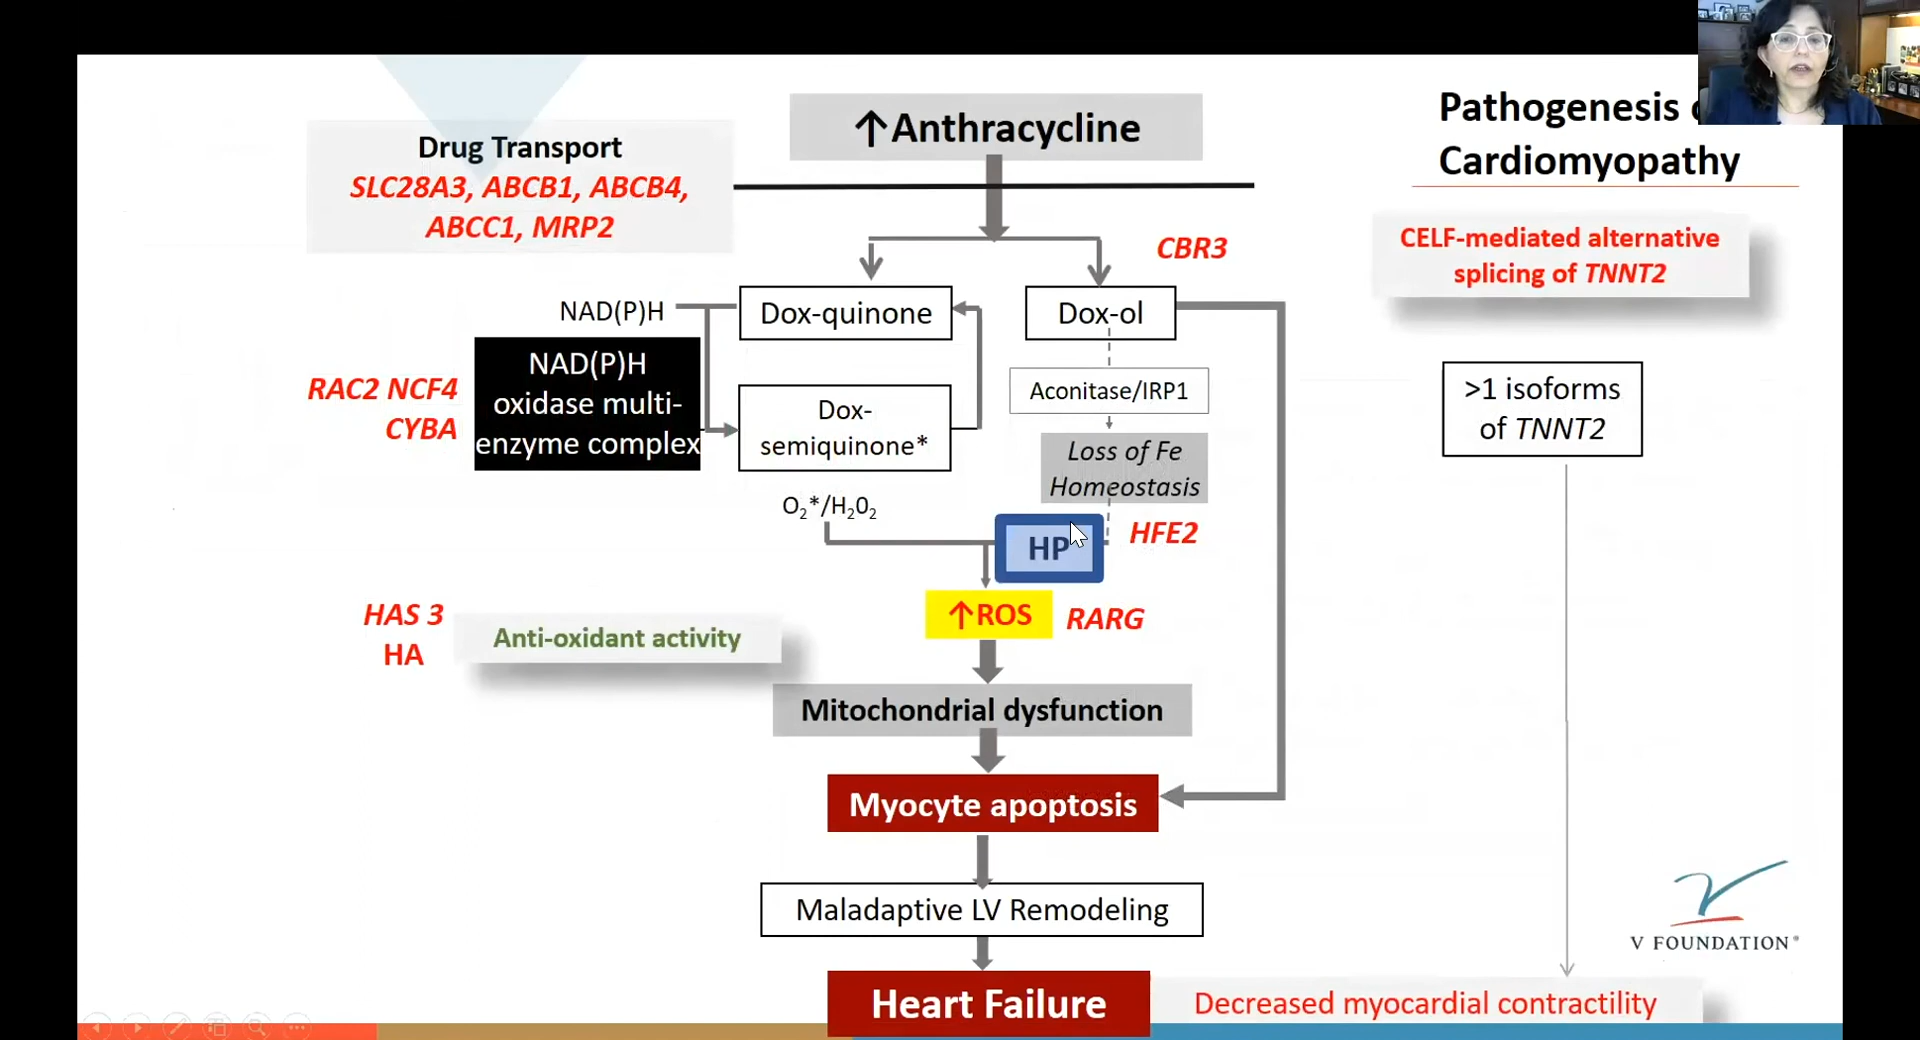 ↑Anthracycline
Pathogenesis
Cardiomyopathy
Drug Transport
SLC28A3, ABCB1, ABCB4,
ABCC1, MRP2
CBR3
CELF-mediated alternative
splicing of TNNT2
NAD(P)H
Dox-quinone
Dox-ol
NAD(P)H
oxidase multi-
enzyme complex
RAC2 NCF4
CYBA
Dox-
semiquinone*
Aconitase/IRP1
>1 isoforms
of TNNT2
Loss of Fe
Homeostasis
O₂*/H₂0₂
HP
HFE2
↑ROS
RARG
HAS 3
HA
Anti-oxidant activity
Mitochondrial dysfunction
Myocyte apoptosis
Maladaptive LV Remodeling
V FOUNDATION®
Heart Failure
Decreased myocardial contractility